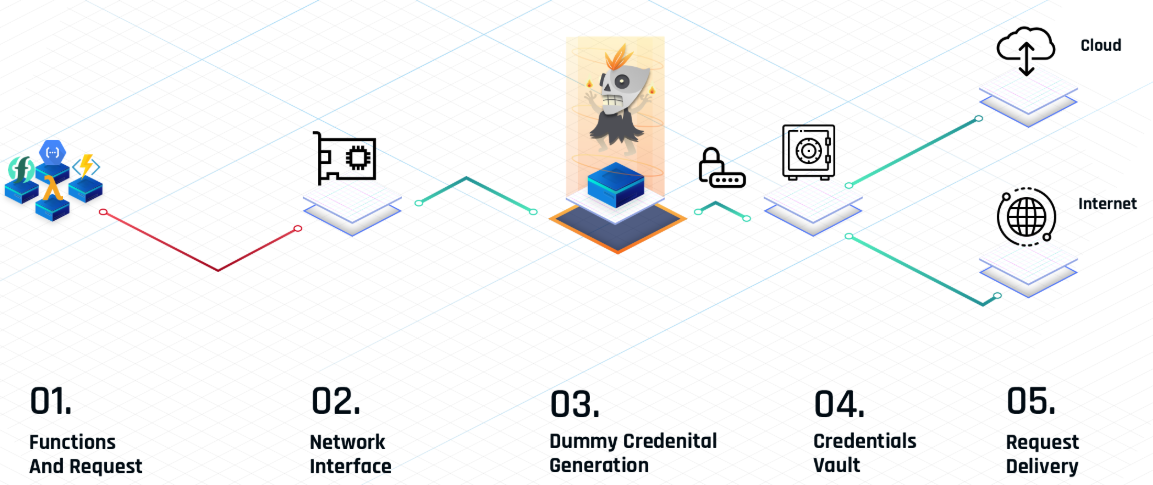 Cloud
Internet
01.
Functions
And Request
02.
Network
Interface
03.
Dummy Credenital
Generation
04.
Credentials
Vault
05.
Request
Delivery